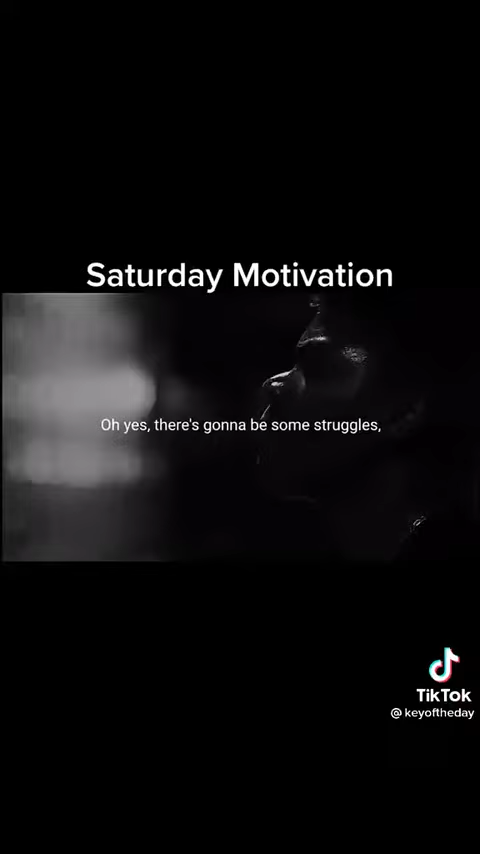 Saturday Motivation
Oh yes, there's gonna be some struggles,
TikTok
@keyoftheday